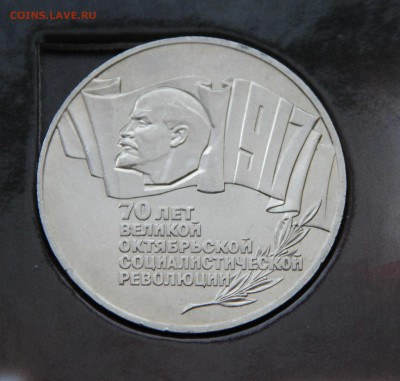 COINS.LAVE.RU
1917
70 ЛЕТ
ВЕЛИКОЙ
ОКТЯБРЬСКОЙ
СОЦИАЛИСТИЧЕСКОЙ
РЕВОЛЮЦИИ